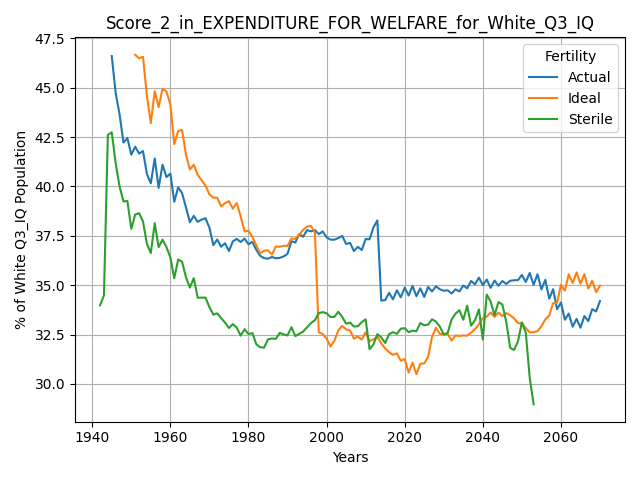 Score_2_in_EXPENDITURE_FOR_WELFARE_for_White_Q3_IQ
47.5
45.0
42.5
40.0
37.5
35.0
32.5
30.0
% of White Q3_IQ Population
Fertility
Actual
Ideal
Sterile
1940 1960 1980 2000 2020 2040 2060
Years